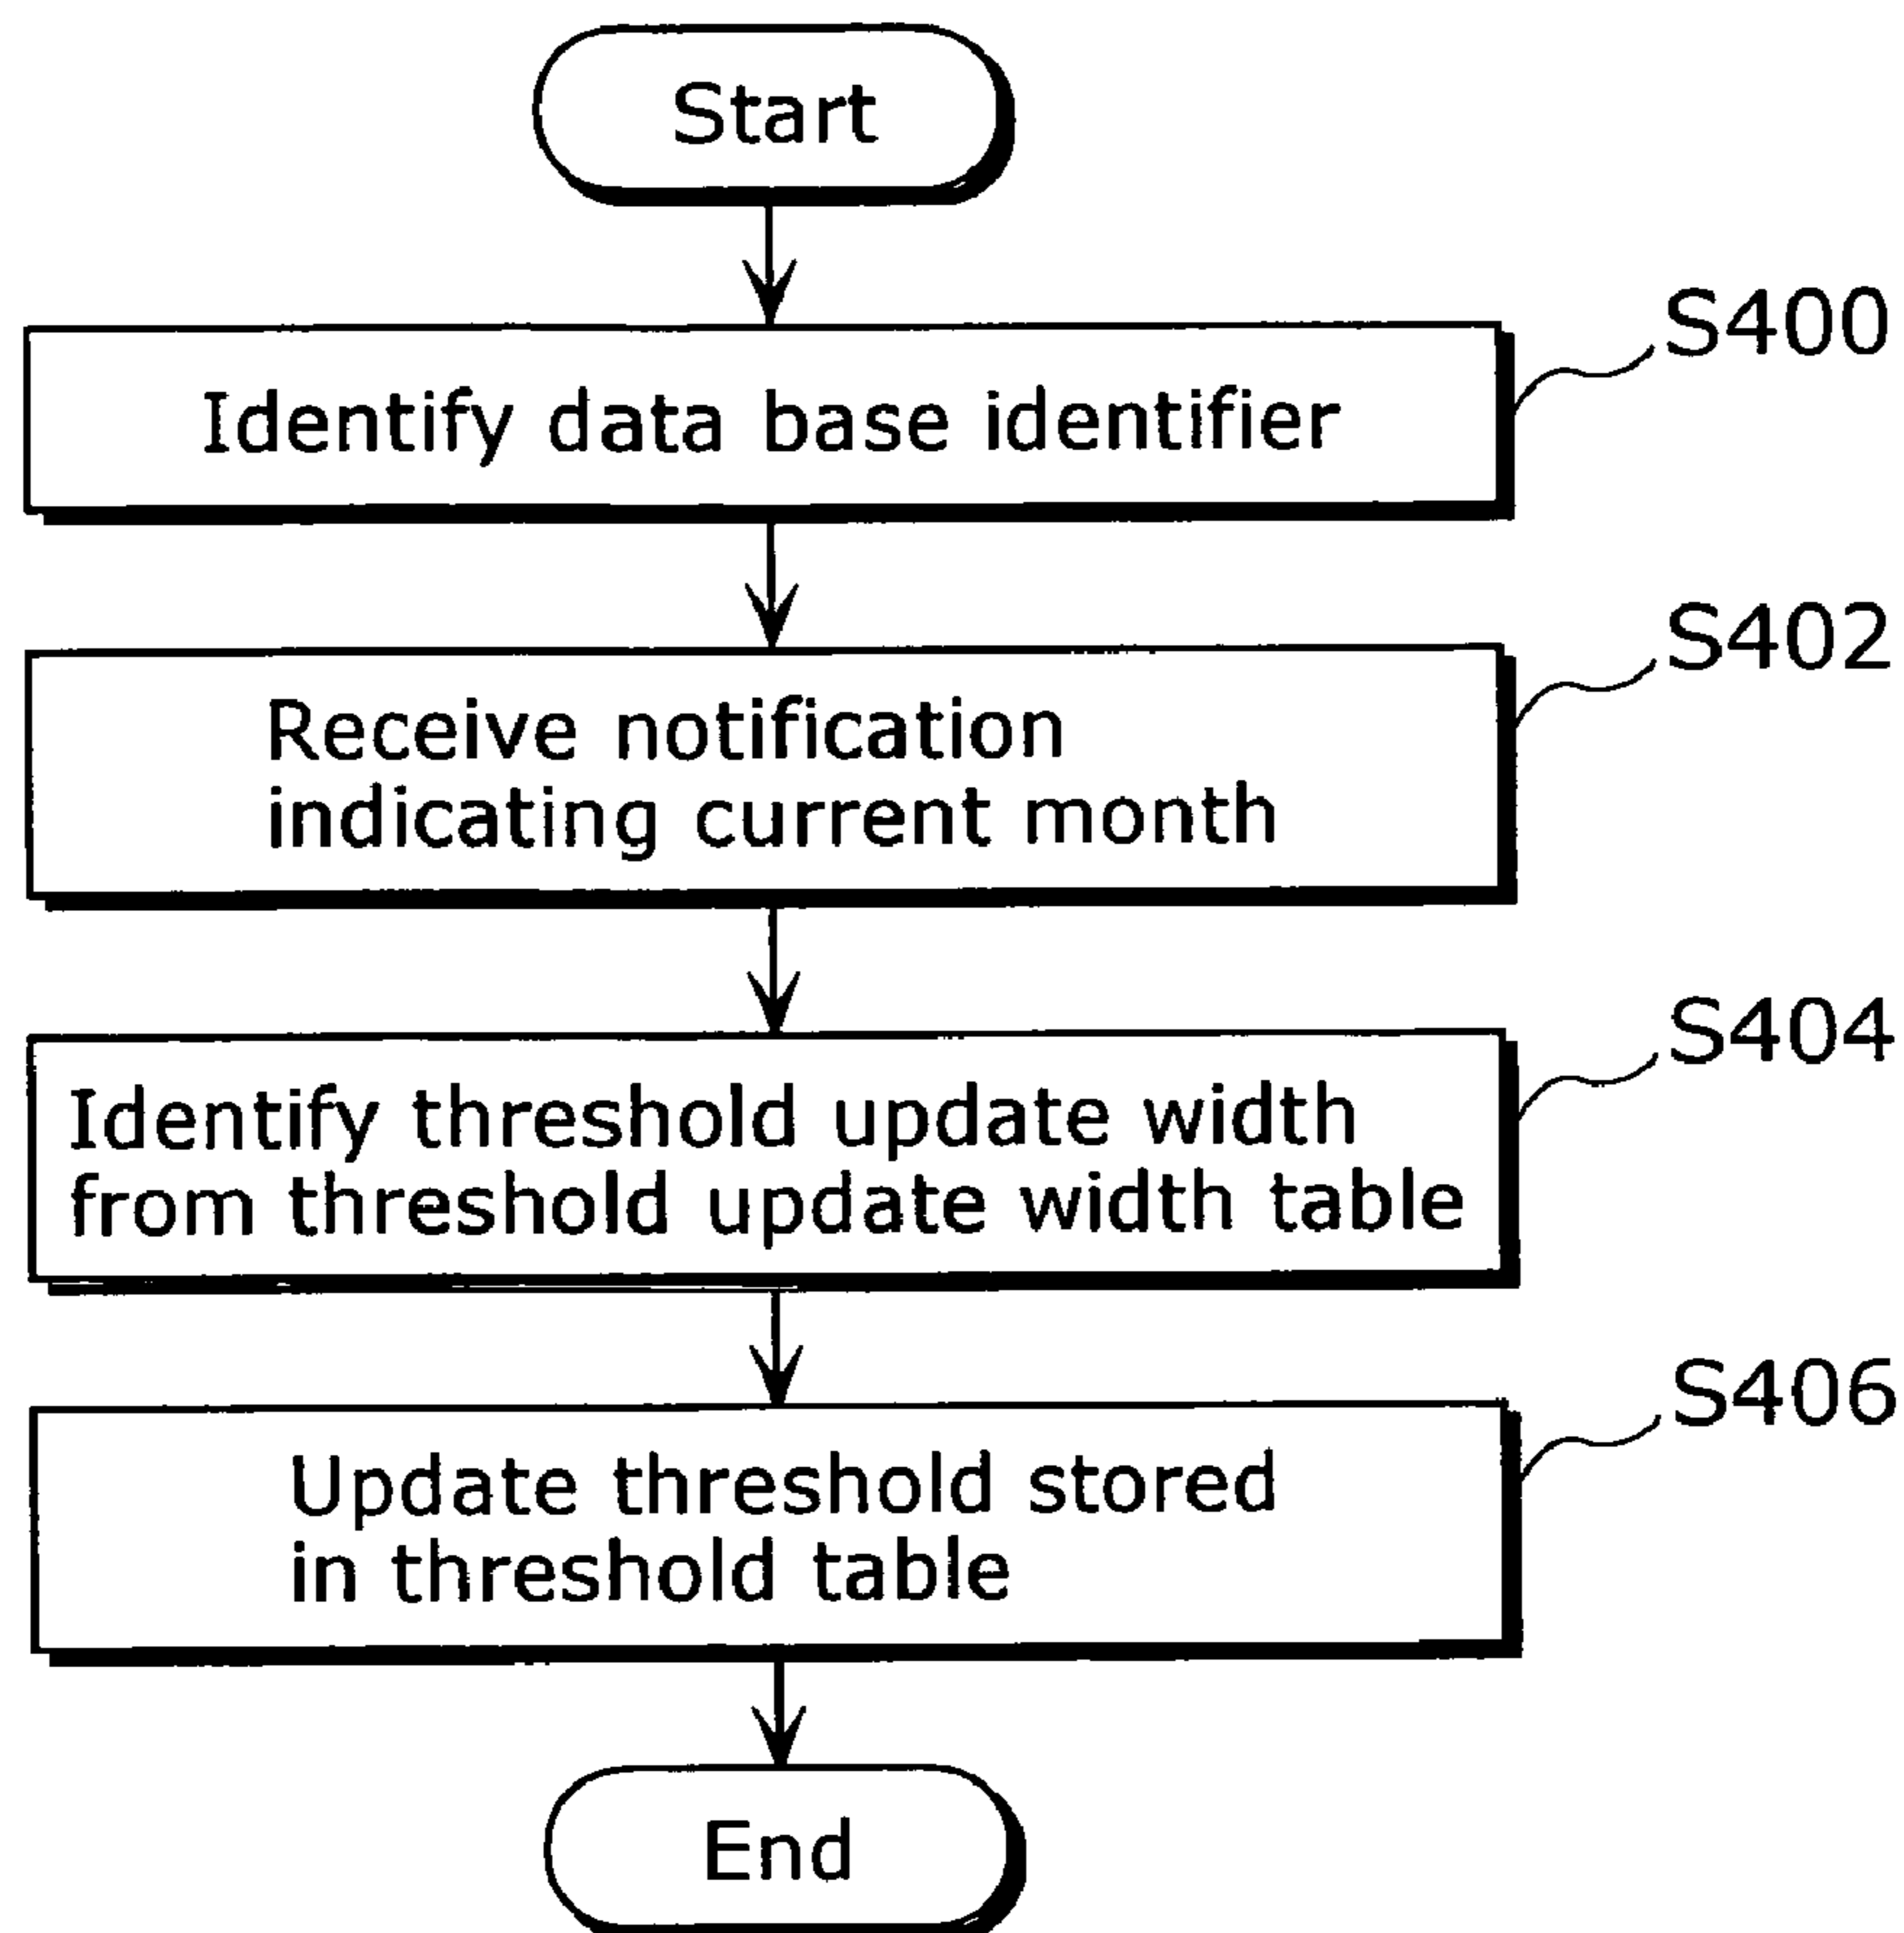 Start
S400
Identify data base identifier
S402
Receive notification
indicating current month
S404
Identify threshold update width
from threshold update width table
S406
Update threshold stored
in threshold table
End